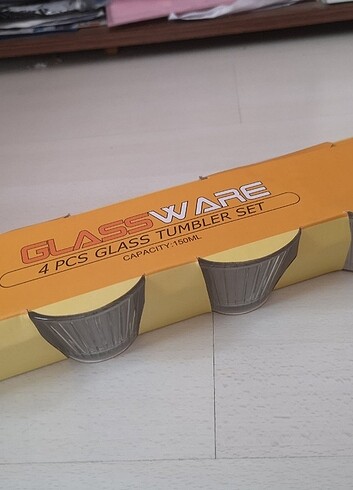 GLASSWARE
4 PCS GLASS TUMBLER SET
CAPACITY:150ML